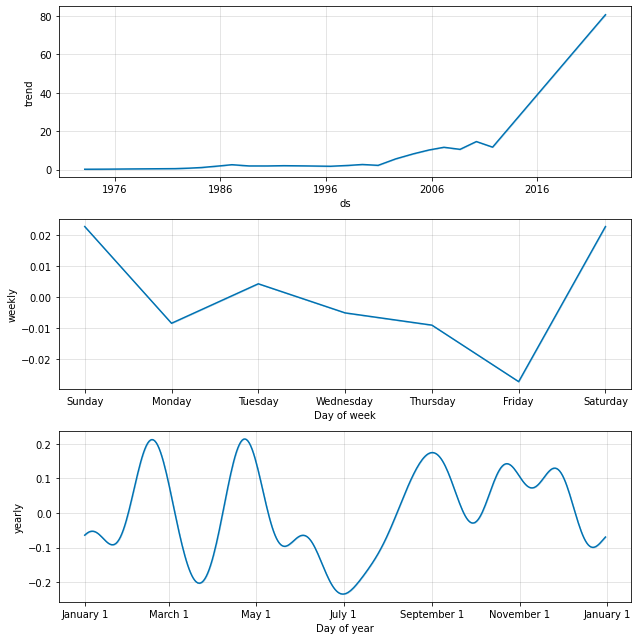 80
60
40
20
0
trend
1976 1986 1996 2006 2016
ds
0.02
0.01
0.00
−0.01
−0.02
weekly
Sunday Monday Tuesday Wednesday Thursday Friday Saturday
Day of week
0.2
0.1
0.0
−0.1
−0.2
yearly
January 1 March 1 May 1 July 1 September 1 November 1 January 1
Day of year